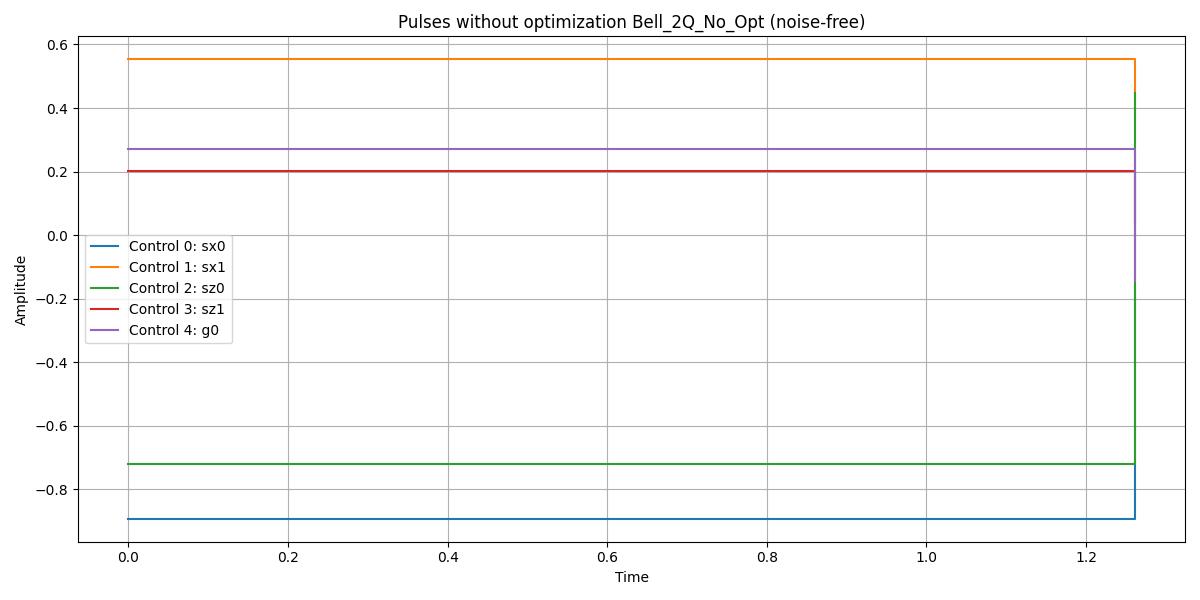 Pulses without optimization Bell_2Q_No_Opt (noise-free)
0.6
0.4
0.2
0.0
−0.2
−0.4
−0.6
−0.8
Amplitude
Control 0: sx0
Control 1: sx1
Control 2: sz0
Control 3: sz1
Control 4: g0
0.0 0.2 0.4 0.6 0.8 1.0 1.2
Time